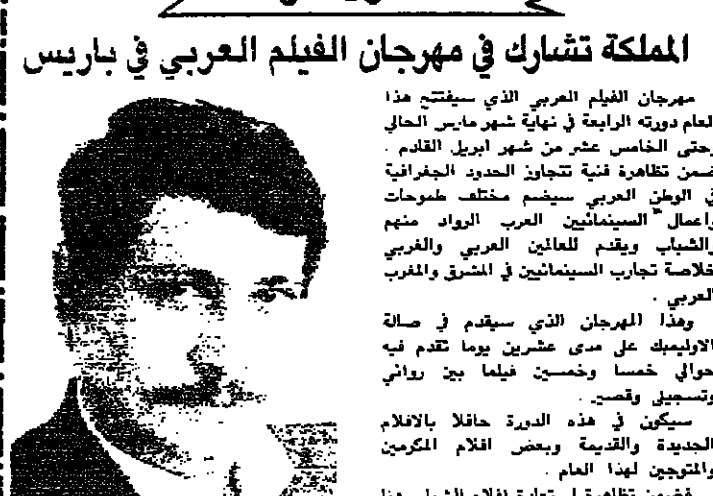 المملكة تشارك في مهرجان الفيلم العربي في باريس
مهرجان الفيلم العربي الذي سيفتتح هذا
العام دورته الرابعة في نهاية شهر مارس الحالي
وحتى الخامس عشر من شهر ابريل القادم .
ضمن تظاهرة فنية تتجاوز الحدود الجغرافية
في الوطن العربي سيضم مختلف طموحات
واعمال السينمائيين العرب الرواد منهم
والشباب ويقدم للعالمين العربي والغربي
خلاصة تجارب السينمائيين في المشرق والمغرب
العربي .
وهذا المهرجان الذي سيقدم في صالة
الاوليمبك على مدى عشرين يوما تقدم فيه
حوالي خمسا وخمسين فيلما بين روائي
وتسجيلي وقصير .
سيكون في هذه الدورة حافلا بالافلام
الجديدة والقديمة وبعض افلام المكرمين
والمتوجين لهذا العام .